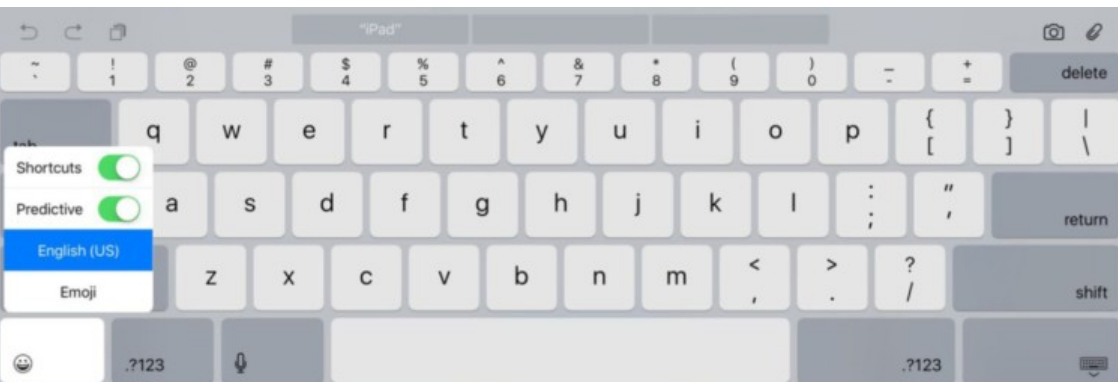 "iPad"
~ ! @ # $ % ^ & * ( ) _ + delete
` 1 2 3 4 5 6 7 8 9 0 - =
tab q w e r t y u i o p { } |
[ ] \
Shortcuts
Predictive a s d f g h j k l : " return
; '
English (US)
z x c v b n m < > ? shift
, . /
Emoji
.?123 .?123